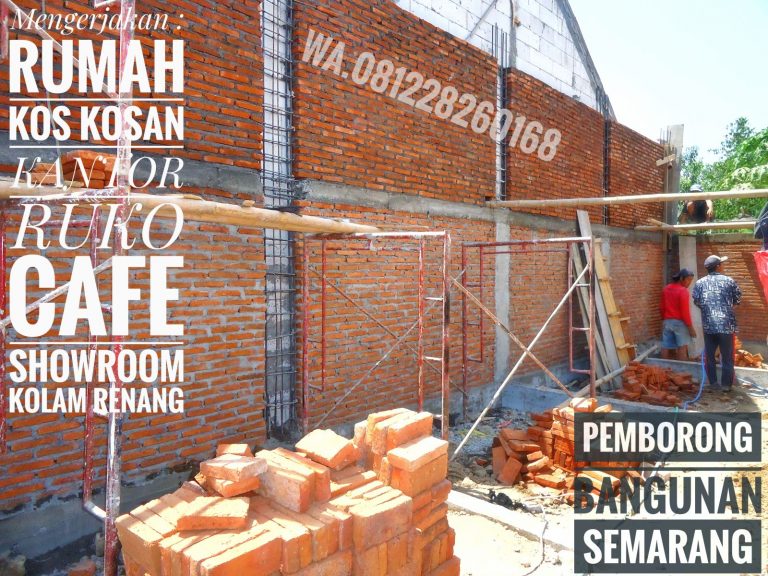 Mengerjakan :
RUMAH
KOS KOSAN
KANTOR
RUKO
CAFE
SHOWROOM
KOLAM RENANG
WA.081228260168
PEMBORONG
BANGUNAN
SEMARANG